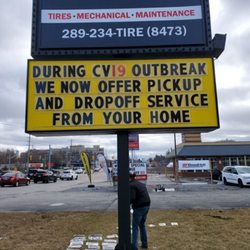 TIRES • MECHANICAL • MAINTENANCE
289-234-TIRE (8473)
DURING CV19 OUTBREAK
WE NOW OFFER PICKUP
AND DROPOFF SERVICE
FROM YOUR HOME